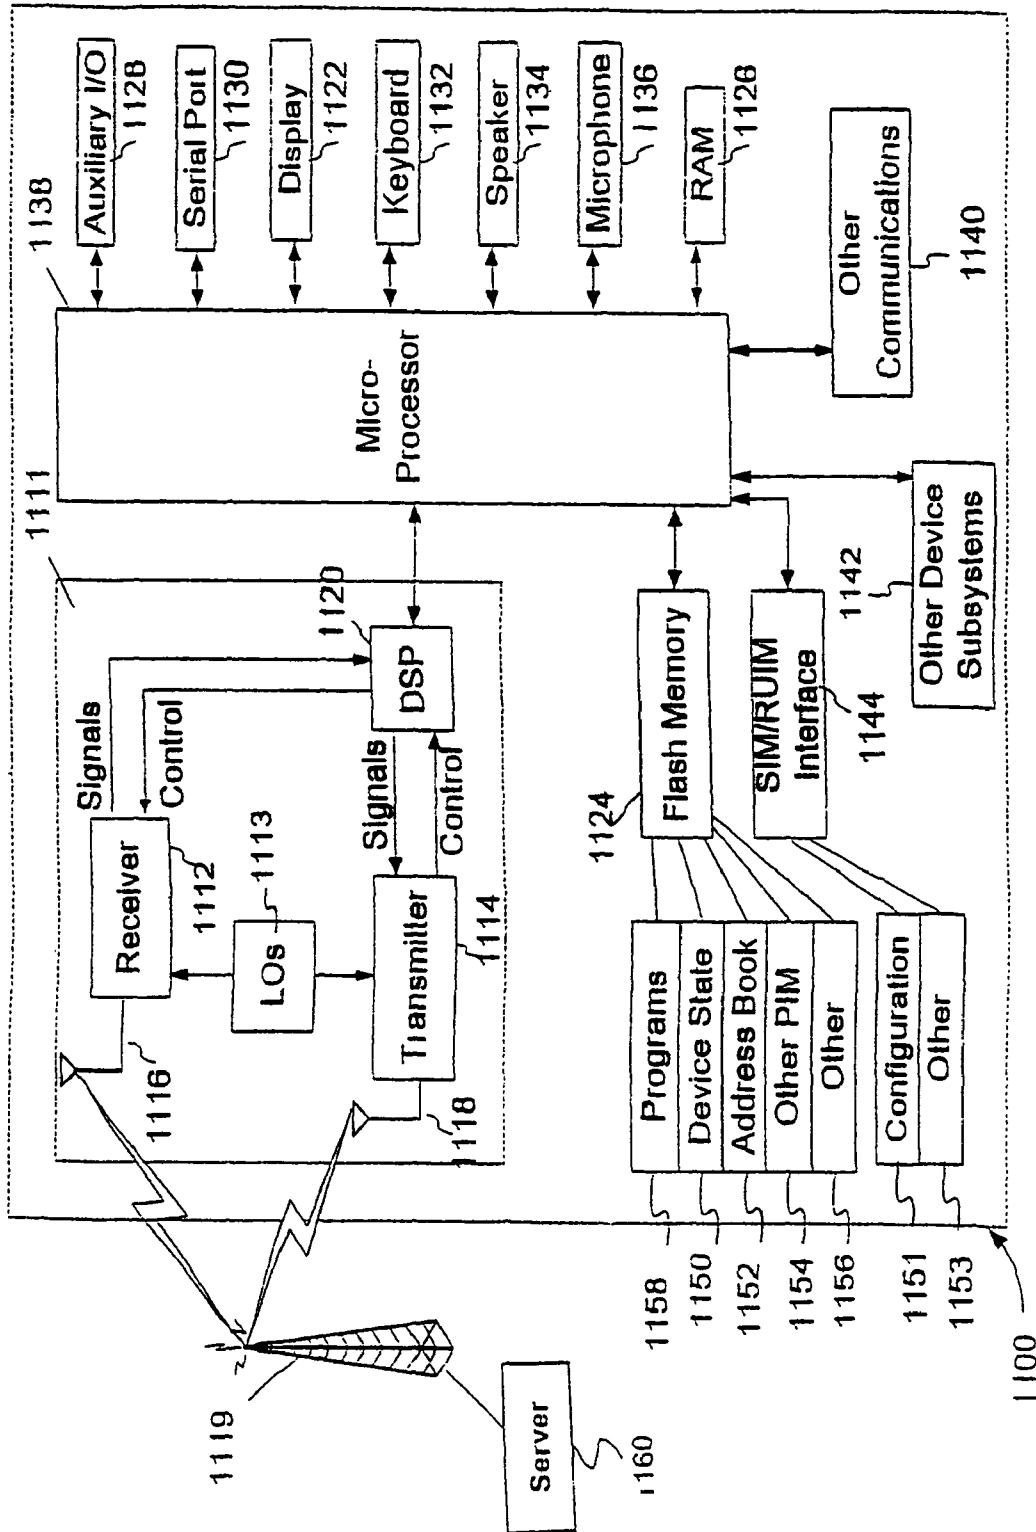 1138
Auxiliary I/O
1128
Serial Port
1130
Display
1122
Keyboard
1132
Speaker
1134
Microphone
1136
RAM
1126
Micro-
Processor
Other
Communications
1140
1111
1120
DSP
Signals
Control
Receiver
1112
LOs
1113
Signals
Control
Transmitter
1114
1116
1118
1119
Server
1160
1124
Flash Memory
SIM/RUIM
Interface
1144
1142
Other Device
Subsystems
Programs
Device State
Address Book
Other PIM
Other
1158
1150
1152
1154
1156
Configuration
Other
1151
1153
1100